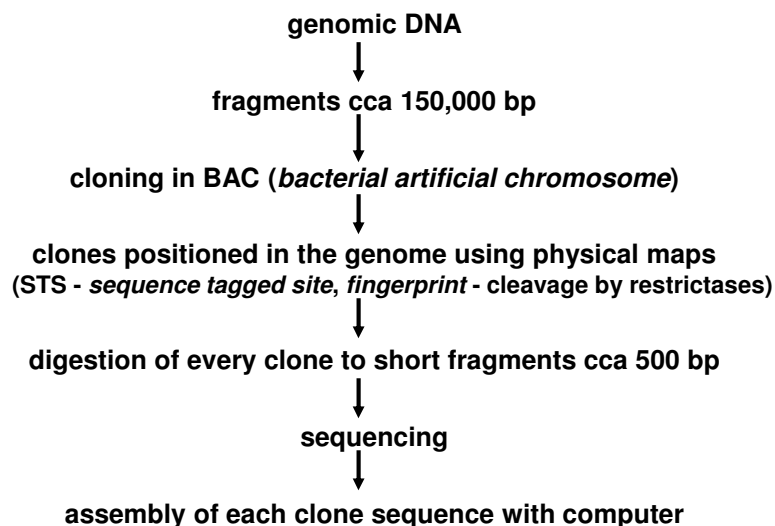 genomic DNA
fragments cca 150,000 bp
cloning in BAC (bacterial artificial chromosome)
clones positioned in the genome using physical maps
(STS - sequence tagged site, fingerprint - cleavage by restrictases)
digestion of every clone to short fragments cca 500 bp
sequencing
assembly of each clone sequence with computer